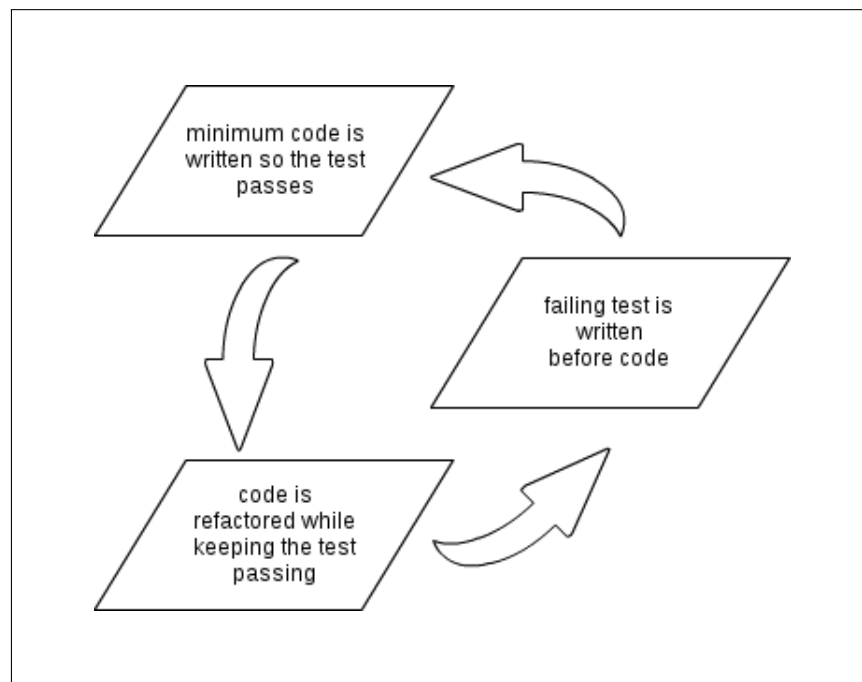 minimum code is
written so the test
passes
failing test is
written
before code
code is
refactored while
keeping the test
passing